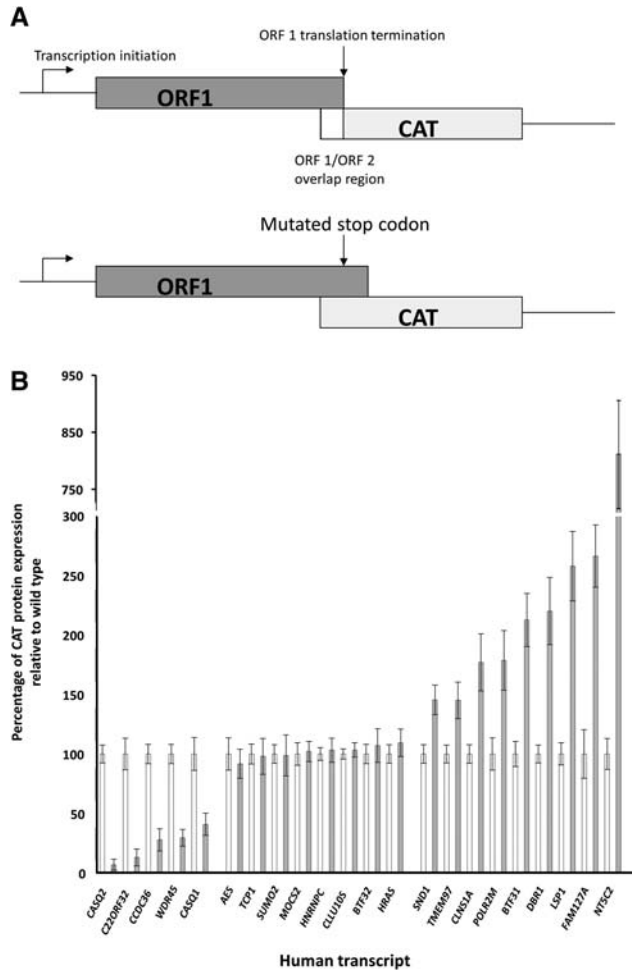 A
ORF 1 translation termination
Transcription initiation
ORF1
CAT
ORF 1/ORF 2
overlap region
Mutated stop codon
ORF1
CAT
B
Percentage of CAT protein expression
relative to wild type
950
850
750
300
250
200
150
100
50
0
CASQ2
C22ORF32
CCDC36
WDR45
CASQ1
AES
TCP1
SUMO2
MOCS2
HNRNPC
CLLU10S
BTF32
HRAS
SND1
TMEM97
CLNS1A
POLR2M
BTF31
DBR1
LSP1
FAM127A
NT5C2
Human transcript